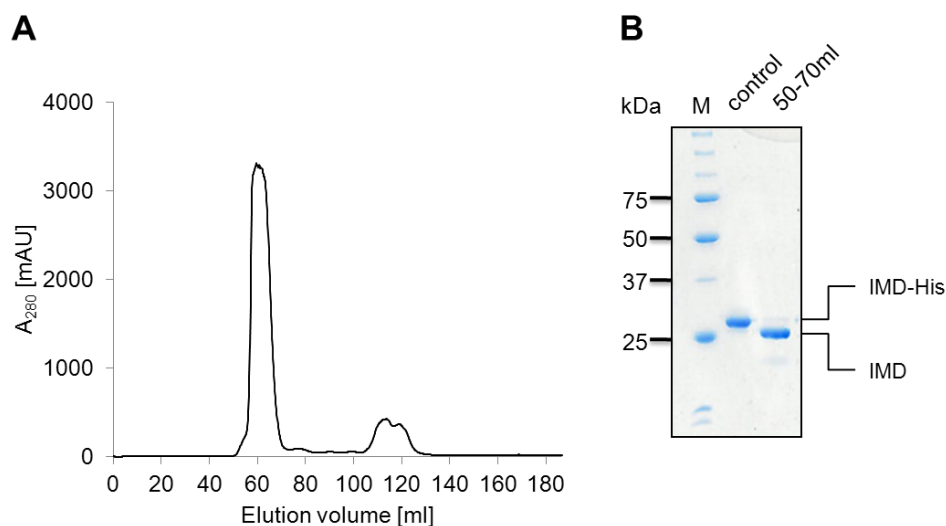 A
4000
3000
2000
1000
0
A280 [mAU]
0 20 40 60 80 100 120 140 160 180
Elution volume [ml]
B
kDa M control 50-70ml
75
50
37
25
IMD-His
IMD